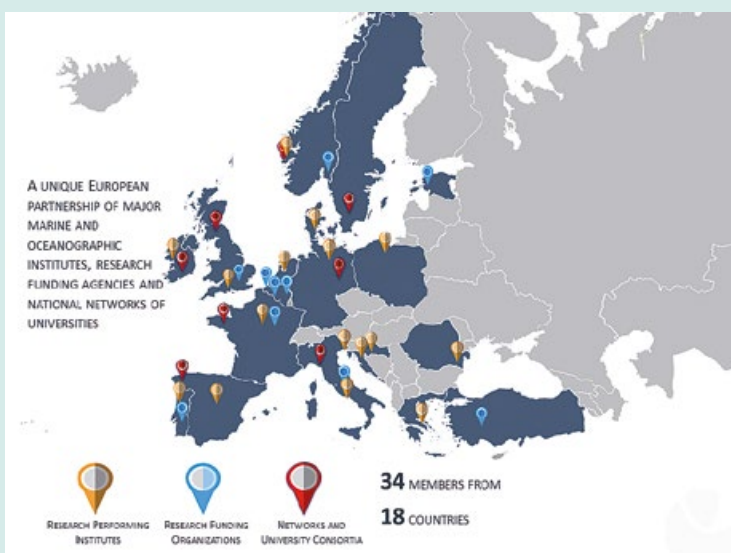 A UNIQUE EUROPEAN
PARTNERSHIP OF MAJOR
MARINE AND
OCEANOGRAPHIC
INSTITUTES, RESEARCH
FUNDING AGENCIES AND
NATIONAL NETWORKS OF
UNIVERSITIES
RESEARCH PERFORMING
INSTITUTES
RESEARCH FUNDING
ORGANIZATIONS
NETWORKS AND
UNIVERSITY CONSORTIA
34 MEMBERS FROM
18 COUNTRIES